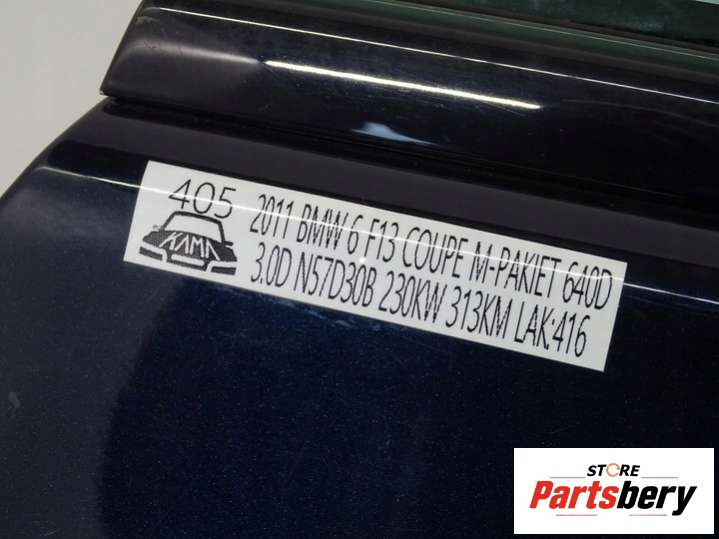 405
KAMA
2011 BMW 6 F13 COUPE M-PAKIET 640D
3.0D N57D30B 230KW 313KM LAK:416
STORE
Partsbery